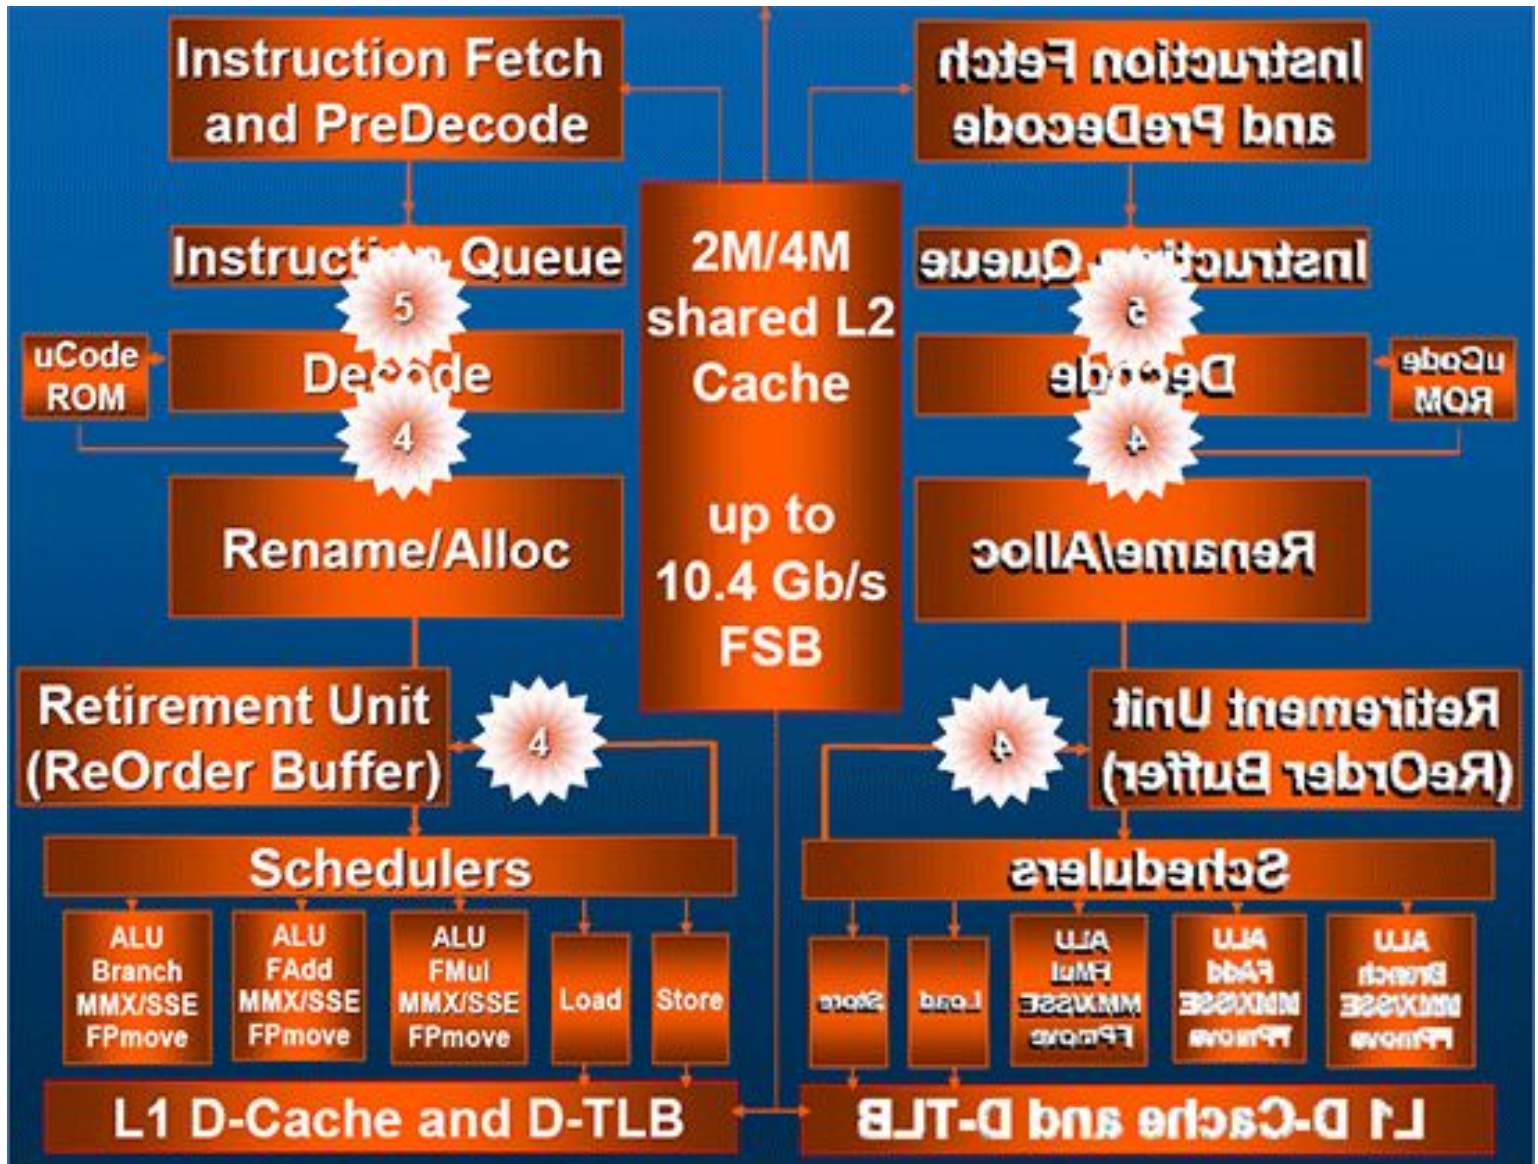 Instruction Fetch
and PreDecode
Instruction Queue
5
uCode
ROM
Decode
4
Rename/Alloc
Retirement Unit
(ReOrder Buffer)
4
Schedulers
ALU
Branch
MMX/SSE
FPmove
ALU
FAdd
MMX/SSE
FPmove
ALU
FMul
MMX/SSE
FPmove
Load
Store
L1 D-Cache and D-TLB
2M/4M
shared L2
Cache
up to
10.4 Gb/s
FSB
Instruction Fetch
and PreDecode
Instruction Queue
5
Decode
uCode
ROM
4
Rename/Alloc
4
Retirement Unit
(ReOrder Buffer)
Schedulers
Store
Load
ALU
FMul
MMX/SSE
FPmove
ALU
FAdd
MMX/SSE
FPmove
ALU
Branch
MMX/SSE
FPmove
L1 D-Cache and D-TLB